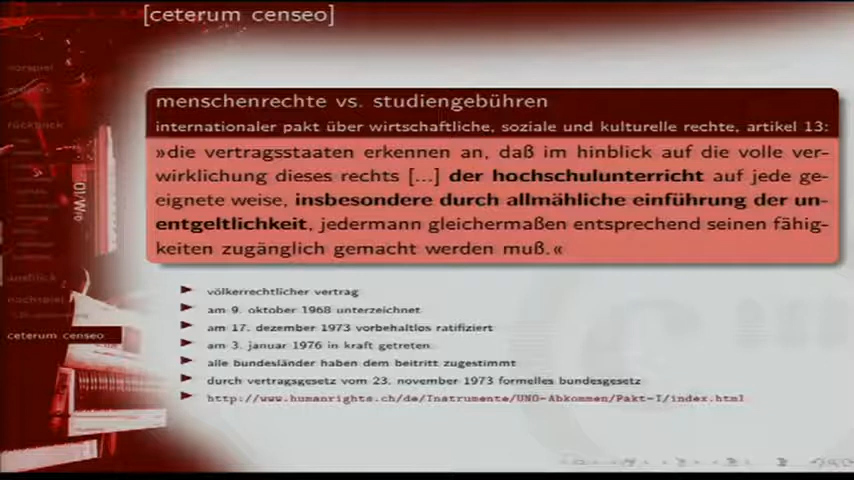 [ceterum censeo]
vorspiel
rückblick
ausblick
nachspiel
ceterum censeo
menschenrechte vs. studiengebühren
internationaler pakt über wirtschaftliche, soziale und kulturelle rechte, artikel 13:
»die vertragsstaaten erkennen an, daß im hinblick auf die volle ver-
wirklichung dieses rechts [...] der hochschulunterricht auf jede ge-
eignete weise, insbesondere durch allmähliche einführung der un-
entgeltlichkeit, jedermann gleichermaßen entsprechend seinen fähig-
keiten zugänglich gemacht werden muß.«
völkerrechtlicher vertrag
am 9. oktober 1968 unterzeichnet
am 17. dezember 1973 vorbehaltlos ratifiziert
am 3. januar 1976 in kraft getreten
alle bundesländer haben dem beitritt zugestimmt
durch vertragsgesetz vom 23. november 1973 formelles bundesgesetz
http://www.humanrights.ch/de/Instrumente/UNO-Abkommen/Pakt-I/index.html